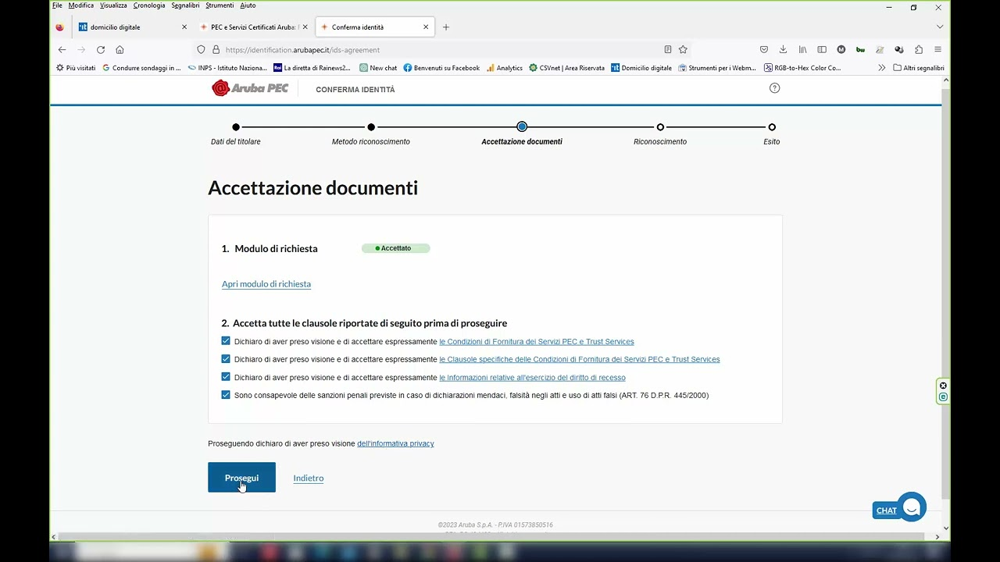 File Modifica Visualizza Cronologia Segnalibri Strumenti Aiuto
domicilio digitale
PEC e Servizi Certificati Aruba:
Conferma identità
https://identification.arubapec.it/ids-agreement
Più visitati
Condurre sondaggi in ...
INPS - Istituto Naziona...
La diretta di Rainews2...
New chat
Benvenuti su Facebook
Analytics
CSVnet | Area Riservata
Domicilio digitale
Strumenti per i Webm...
RGB-to-Hex Color Co...
Altri segnalibri
Aruba PEC
CONFERMA IDENTITÀ
Dati del titolare
Metodo riconoscimento
Accettazione documenti
Riconoscimento
Esito
Accettazione documenti
1. Modulo di richiesta
Accettato
Apri modulo di richiesta
2. Accetta tutte le clausole riportate di seguito prima di proseguire
Dichiaro di aver preso visione e di accettare espressamente le Condizioni di Fornitura dei Servizi PEC e Trust Services
Dichiaro di aver preso visione e di accettare espressamente le Clausole specifiche delle Condizioni di Fornitura dei Servizi PEC e Trust Services
Dichiaro di aver preso visione e di accettare espressamente le Informazioni relative all'esercizio del diritto di recesso
Sono consapevole delle sanzioni penali previste in caso di dichiarazioni mendaci, falsità negli atti e uso di atti falsi (ART. 76 D.P.R. 445/2000)
Proseguendo dichiaro di aver preso visione dell'informativa privacy
Prosegui
Indietro
CHAT
©2023 Aruba S.p.A. - P.IVA 01573850516